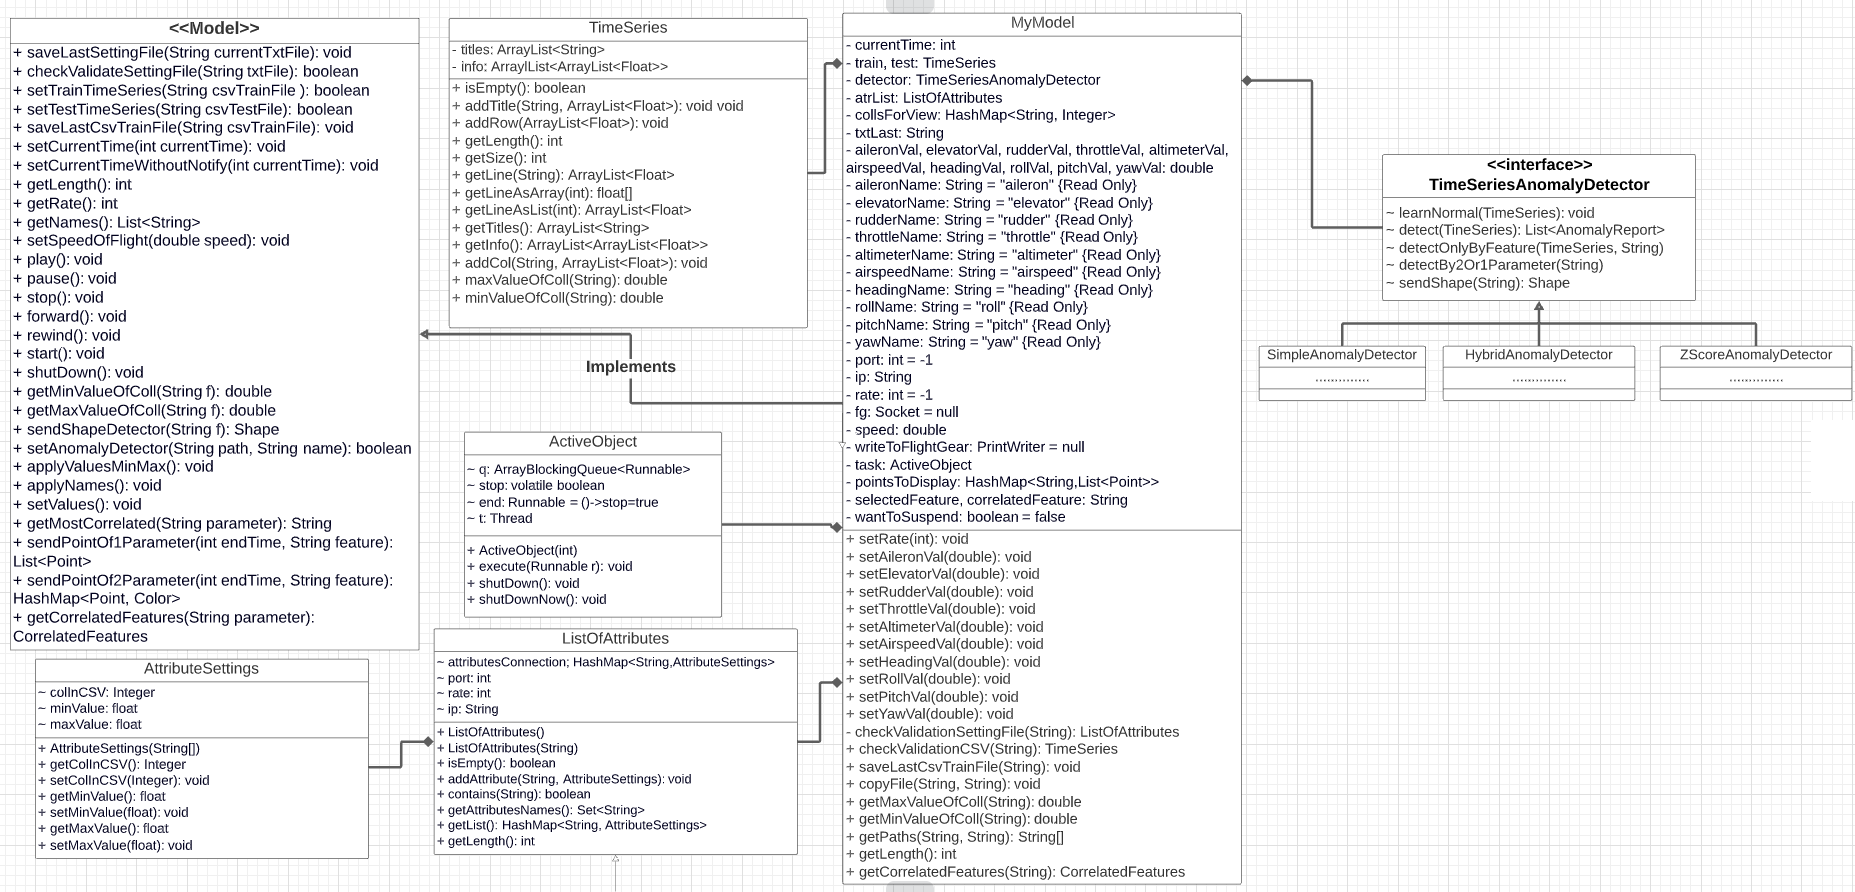 <<Model>>
+ saveLastSettingFile(String currentTxtFile): void
+ checkValidateSettingFile(String txtFile): boolean
+ setTrainTimeSeries(String csvTrainFile ): boolean
+ setTestTimeSeries(String csvTestFile): boolean
+ saveLastCsvTrainFile(String csvTrainFile): void
+ setCurrentTime(int currentTime): void
+ setCurrentTimeWithoutNotify(int currentTime): void
+ getLength(): int
+ getRate(): int
+ getNames(): List<String>
+ setSpeedOfFlight(double speed): void
+ play(): void
+ pause(): void
+ stop(): void
+ forward(): void
+ rewind(): void
+ start(): void
+ shutDown(): void
+ getMinValueOfColl(String f): double
+ getMaxValueOfColl(String f): double
+ sendShapeDetector(String f): Shape
+ setAnomalyDetector(String path, String name): boolean
+ applyValuesMinMax(): void
+ applyNames(): void
+ setValues(): void
+ getMostCorrelated(String parameter): String
+ sendPointOf1Parameter(int endTime, String feature):
List<Point>
+ sendPointOf2Parameter(int endTime, String feature):
HashMap<Point, Color>
+ getCorrelatedFeatures(String parameter):
CorrelatedFeatures
AttributeSettings
~ colInCSV: Integer
~ minValue: float
~ maxValue: float
+ AttributeSettings(String[])
+ getColInCSV(): Integer
+ setColInCSV(Integer): void
+ getMinValue(): float
+ setMinValue(float): void
+ getMaxValue(): float
+ setMaxValue(float): void
TimeSeries
- titles: ArrayList<String>
- info: ArraylList<ArrayList<Float>>
+ isEmpty(): boolean
+ addTitle(String, ArrayList<Float>): void void
+ addRow(ArrayList<Float>): void
+ getLength(): int
+ getSize(): int
+ getLine(String): ArrayList<Float>
+ getLineAsArray(int): float[]
+ getLineAsList(int): ArrayList<Float>
+ getTitles(): ArrayList<String>
+ getInfo(): ArrayList<ArrayList<Float>>
+ addCol(String, ArrayList<Float>): void
+ maxValueOfColl(String): double
+ minValueOfColl(String): double
Implements
ActiveObject
~ q: ArrayBlockingQueue<Runnable>
~ stop: volatile boolean
~ end: Runnable = ()->stop=true
~ t: Thread
+ ActiveObject(int)
+ execute(Runnable r): void
+ shutDown(): void
+ shutDownNow(): void
ListOfAttributes
~ attributesConnection; HashMap<String,AttributeSettings>
~ port: int
~ rate: int
~ ip: String
+ ListOfAttributes()
+ ListOfAttributes(String)
+ isEmpty(): boolean
+ addAttribute(String, AttributeSettings): void
+ contains(String): boolean
+ getAttributesNames(): Set<String>
+ getList(): HashMap<String, AttributeSettings>
+ getLength(): int
MyModel
- currentTime: int
- train, test: TimeSeries
- detector: TimeSeriesAnomalyDetector
- atrList: ListOfAttributes
- collsForView: HashMap<String, Integer>
- txtLast: String
- aileronVal, elevatorVal, rudderVal, throttleVal, altimeterVal,
airspeedVal, headingVal, rollVal, pitchVal, yawVal: double
- aileronName: String = "aileron" {Read Only}
- elevatorName: String = "elevator" {Read Only}
- rudderName: String = "rudder" {Read Only}
- throttleName: String = "throttle" {Read Only}
- altimeterName: String = "altimeter" {Read Only}
- airspeedName: String = "airspeed" {Read Only}
- headingName: String = "heading" {Read Only}
- rollName: String = "roll" {Read Only}
- pitchName: String = "pitch" {Read Only}
- yawName: String = "yaw" {Read Only}
- port: int = -1
- ip: String
- rate: int = -1
- fg: Socket = null
- speed: double
- writeToFlightGear: PrintWriter = null
- task: ActiveObject
- pointsToDisplay: HashMap<String,List<Point>>
- selectedFeature, correlatedFeature: String
- wantToSuspend: boolean = false
+ setRate(int): void
+ setAileronVal(double): void
+ setElevatorVal(double): void
+ setRudderVal(double): void
+ setThrottleVal(double): void
+ setAltimeterVal(double): void
+ setAirspeedVal(double): void
+ setHeadingVal(double): void
+ setRollVal(double): void
+ setPitchVal(double): void
+ setYawVal(double): void
- checkValidationSettingFile(String): ListOfAttributes
+ checkValidationCSV(String): TimeSeries
+ saveLastCsvTrainFile(String): void
+ copyFile(String, String): void
+ getMaxValueOfColl(String): double
+ getMinValueOfColl(String): double
+ getPaths(String, String): String[]
+ getLength(): int
+ getCorrelatedFeatures(String): CorrelatedFeatures
<<interface>>
TimeSeriesAnomalyDetector
~ learnNormal(TimeSeries): void
~ detect(TineSeries): List<AnomalyReport>
~ detectOnlyByFeature(TimeSeries, String)
~ detectBy2Or1Parameter(String)
~ sendShape(String): Shape
SimpleAnomalyDetector
..............
HybridAnomalyDetector
..............
ZScoreAnomalyDetector
..............